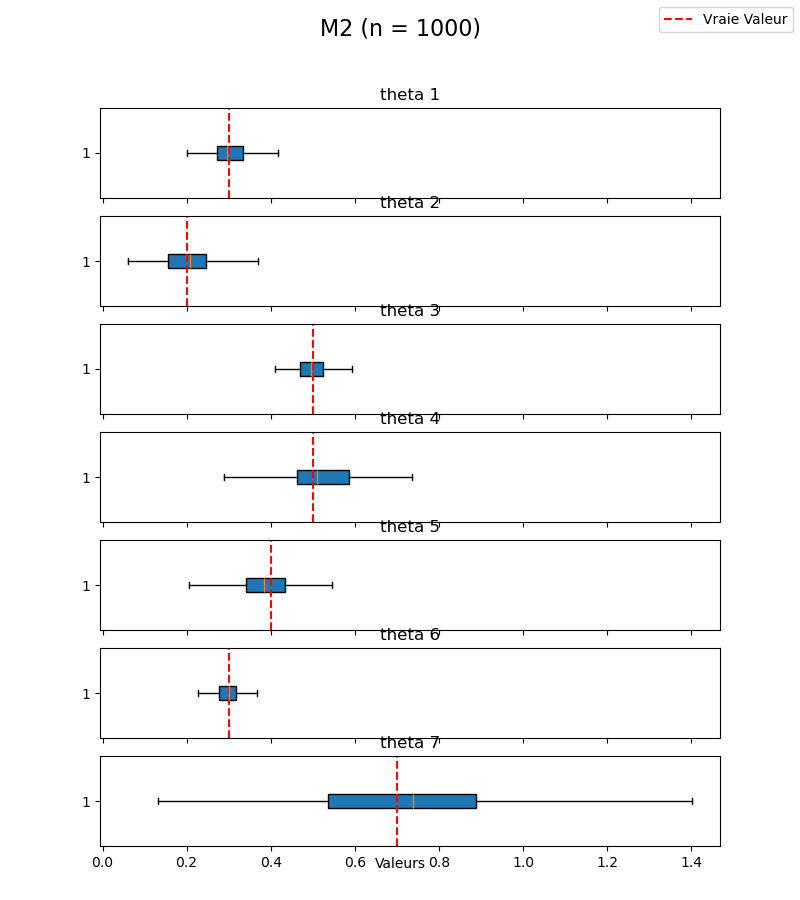 M2 (n = 1000)
Vraie Valeur
theta 1
1
theta 2
1
theta 3
1
theta 4
1
theta 5
1
theta 6
1
theta 7
1
0.0 0.2 0.4 0.6 0.8 1.0 1.2 1.4
Valeurs